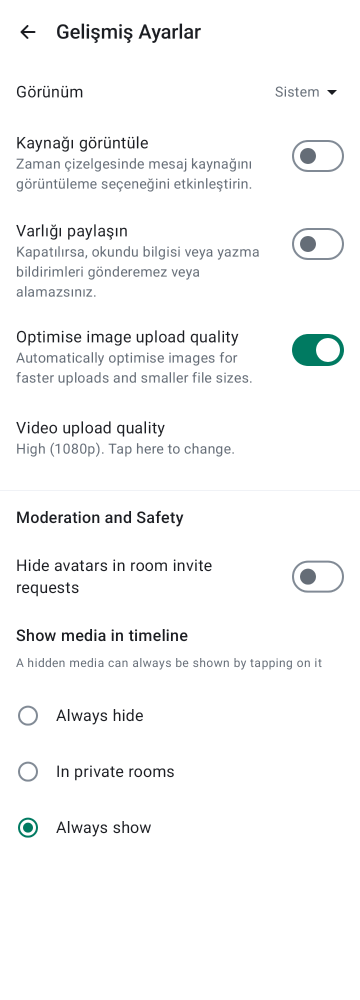 Gelişmiş Ayarlar
Görünüm
Sistem
Kaynağı görüntüle
Zaman çizelgesinde mesaj kaynağını
görüntüleme seçeneğini etkinleştirin.
Varlığı paylaşın
Kapatılırsa, okundu bilgisi veya yazma
bildirimleri gönderemez veya
alamazsınız.
Optimise image upload quality
Automatically optimise images for
faster uploads and smaller file sizes.
Video upload quality
High (1080p). Tap here to change.
Moderation and Safety
Hide avatars in room invite
requests
Show media in timeline
A hidden media can always be shown by tapping on it
Always hide
In private rooms
Always show